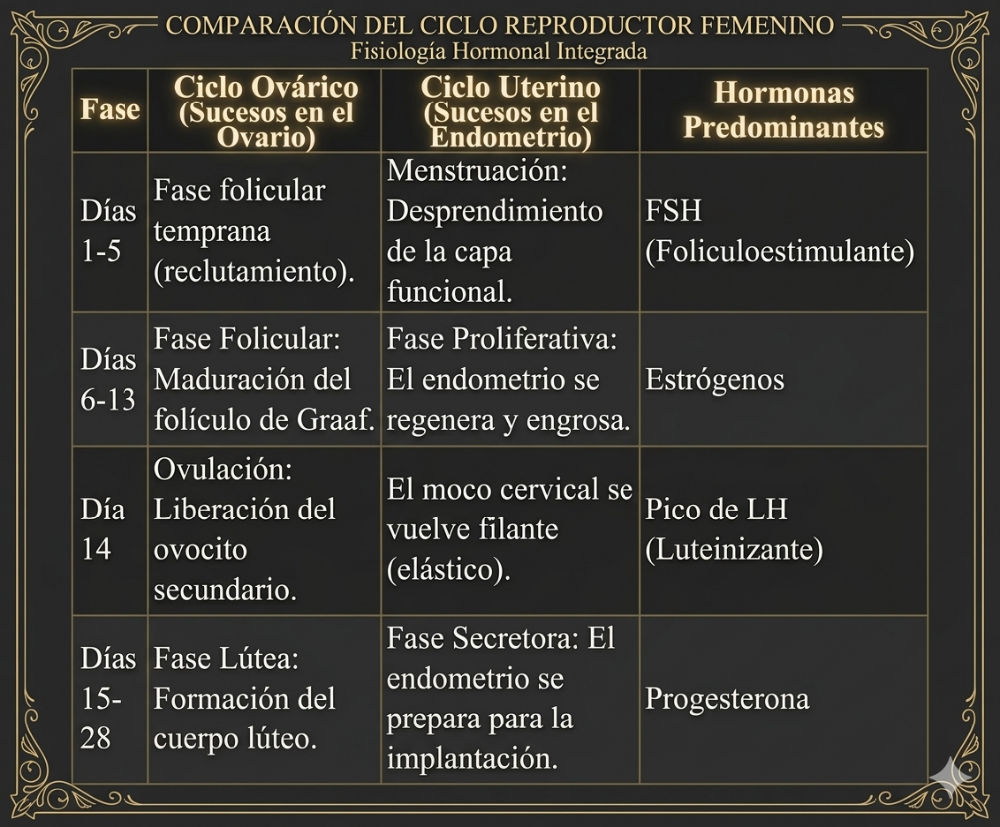 COMPARACIÓN DEL CICLO REPRODUCTOR FEMENINO
Fisiología Hormonal Integrada
Fase
Ciclo Ovárico
(Sucesos en el
Ovario)
Ciclo Uterino
(Sucesos en el
Endometrio)
Hormonas
Predominantes
Días
1-5
Fase folicular
temprana
(reclutamiento).
Menstruación:
Desprendimiento
de la capa
funcional.
FSH
(Foliculoestimulante)
Días
6-13
Fase Folicular:
Maduración del
folículo de Graaf.
Fase Proliferativa:
El endometrio se
regenera y engrosa.
Estrógenos
Día
14
Ovulación:
Liberación del
ovocito
secundario.
El moco cervical se
vuelve filante
(elástico).
Pico de LH
(Luteinizante)
Días
15-
28
Fase Lútea:
Formación del
cuerpo lúteo.
Fase Secretora: El
endometrio se
prepara para la
implantación.
Progesterona